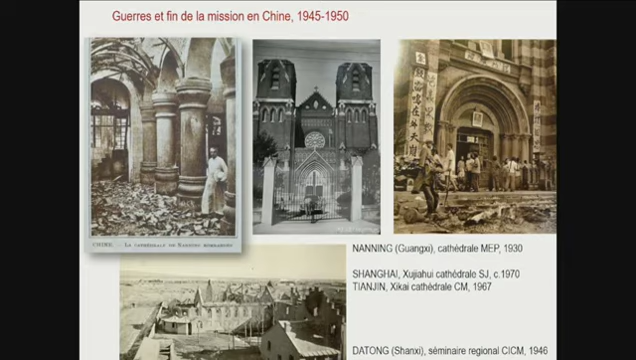 Guerres et fin de la mission en Chine, 1945-1950
CHINE. — LA CATHÉDRALE DE NANNING BOMBARDÉE
NANNING (Guangxi), cathédrale MEP, 1930
SHANGHAI, Xujiahui cathédrale SJ, c.1970
TIANJIN, Xikai cathédrale CM, 1967
DATONG (Shanxi), séminaire regional CICM, 1946